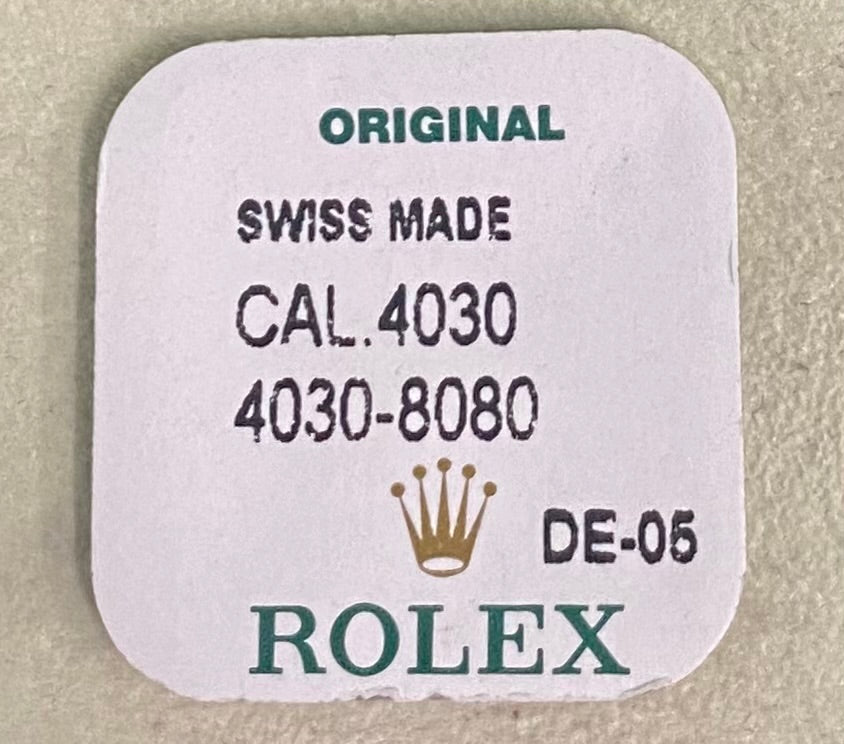 ORIGINAL
SWISS MADE
CAL.4030
4030-8080
DE-05
ROLEX